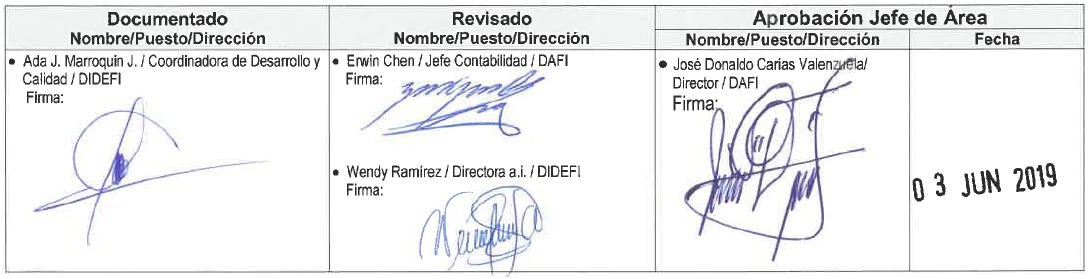 Documentado
Nombre/Puesto/Dirección
• Ada J. Marroquin J. / Coordinadora de Desarrollo y
Calidad / DIDEFI
Firma:
Revisado
Nombre/Puesto/Dirección
• Erwin Chen / Jefe Contabilidad / DAFI
Firma:
• Wendy Ramírez / Directora a.i. / DIDEFI
Firma:
Aprobación Jefe de Área
Nombre/Puesto/Dirección
Fecha
• José Donaldo Carias Valenzuela/
Director / DAFI
Firma:
03 JUN 2019